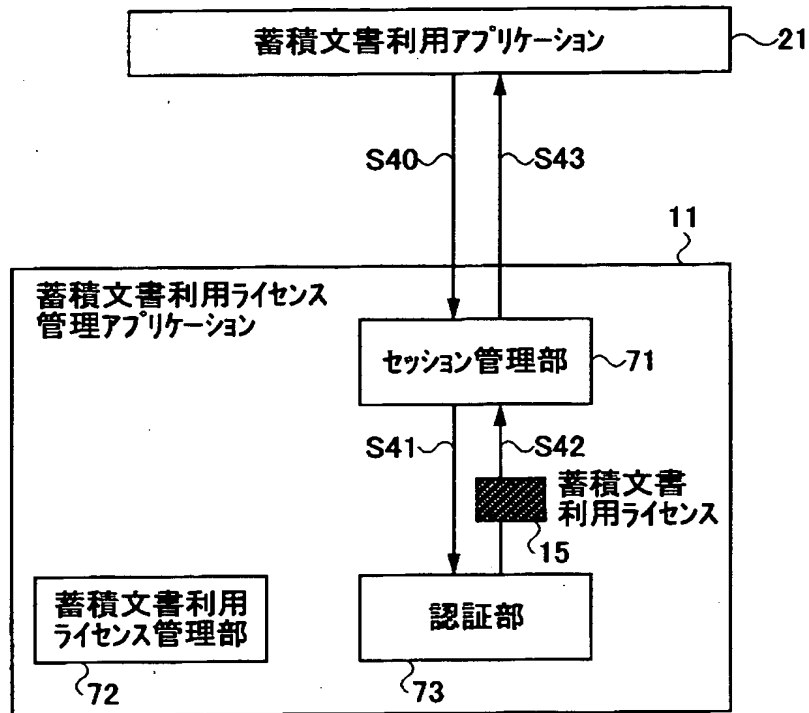 蓄積文書利用アプリケーション
21
S40
S43
11
蓄積文書利用ライセンス
管理アプリケーション
セッション管理部
71
S41
S42
蓄積文書
利用ライセンス
15
蓄積文書利用
ライセンス管理部
認証部
72
73